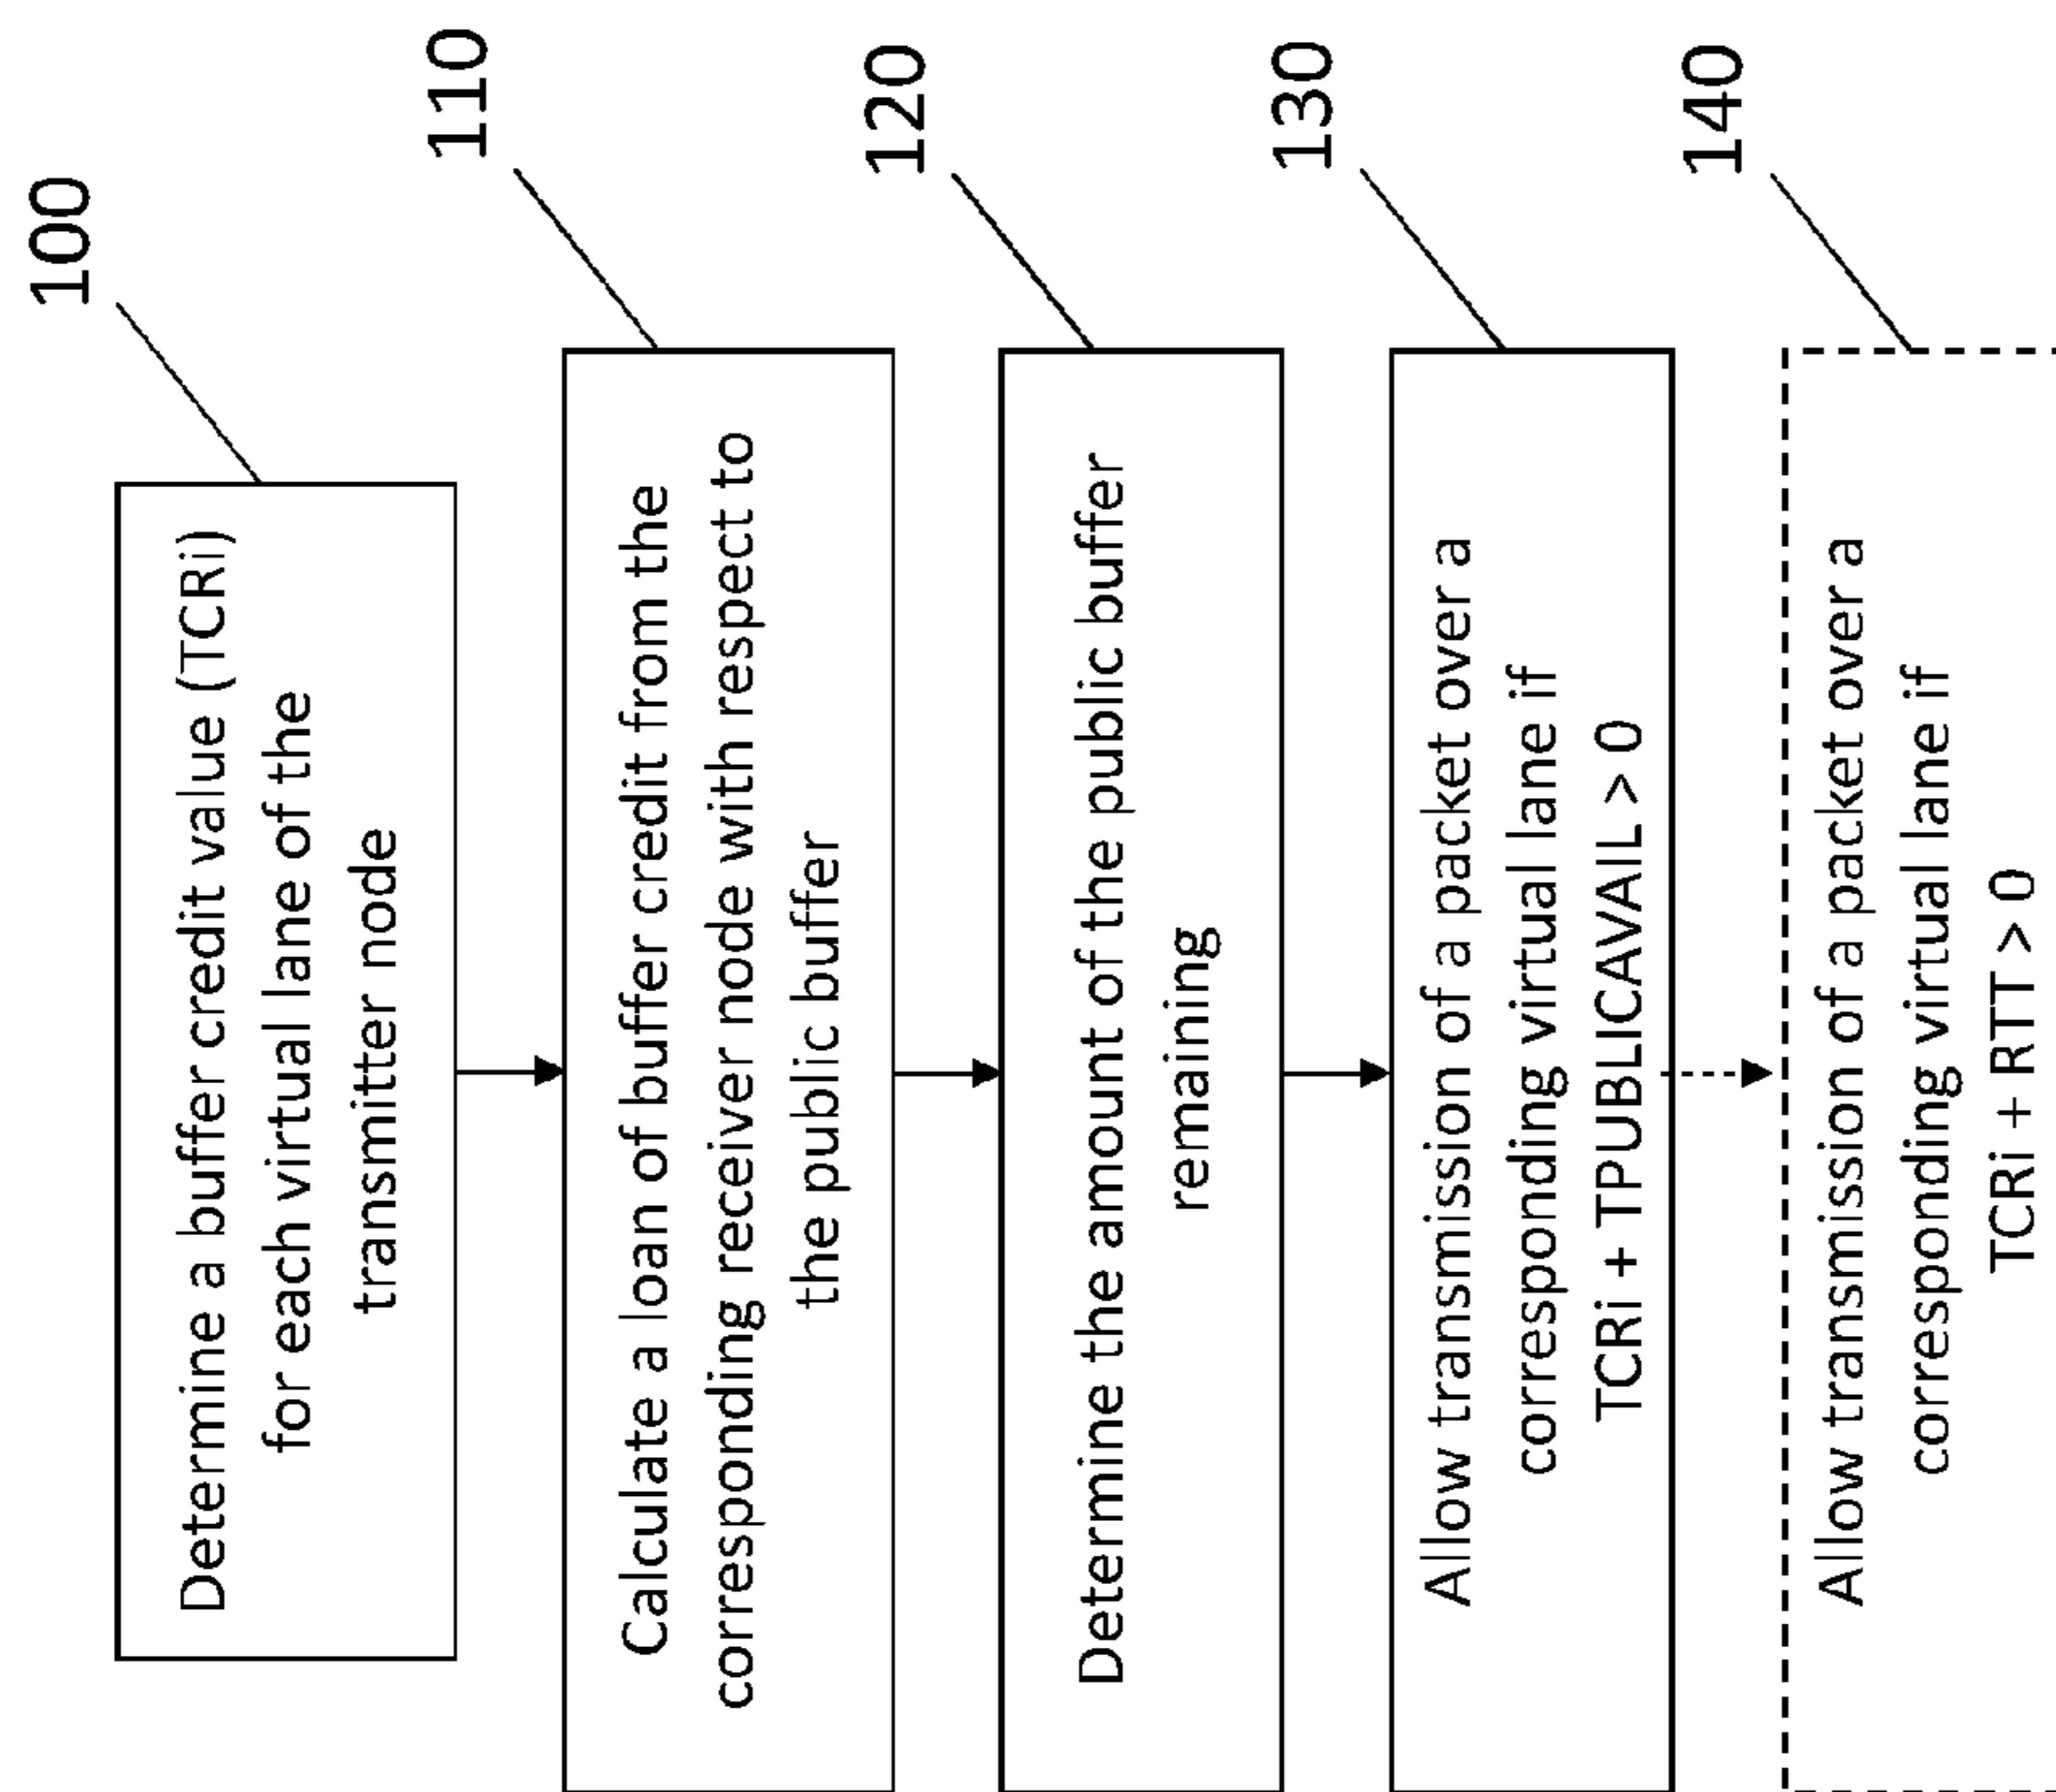 100
Determine a buffer credit value (TCRi)
for each virtual lane of the
transmitter node
110
Calculate a loan of buffer credit from the
corresponding receiver node with respect to
the public buffer
120
Determine the amount of the public buffer
remaining
130
Allow transmission of a packet over a
corresponding virtual lane if
TCRi + TPUBLICAVAIL > 0
140
Allow transmission of a packet over a
corresponding virtual lane if
TCRi + RTT > 0